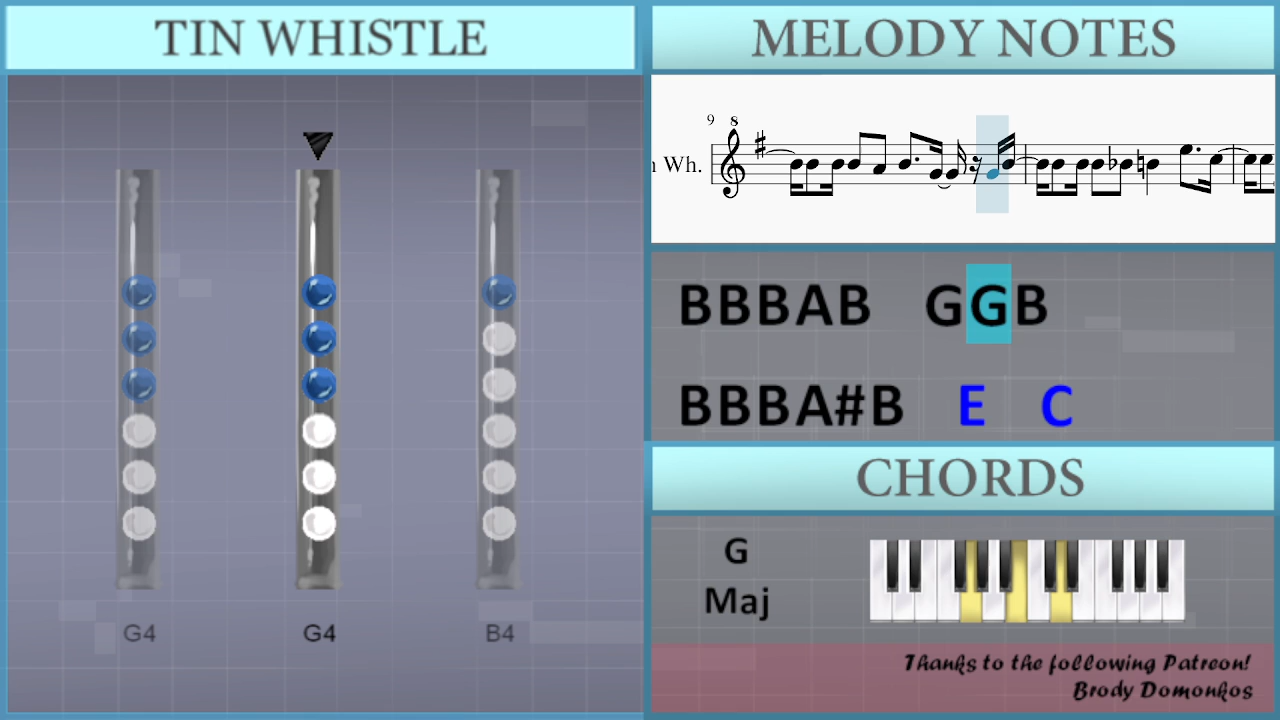 TIN WHISTLE
G4 G4 B4
MELODY NOTES
9 8
Wh.
BBBAB GGB
BBBA#B E C
CHORDS
G
Maj
Thanks to the following Patreon!
Brody Domonkos